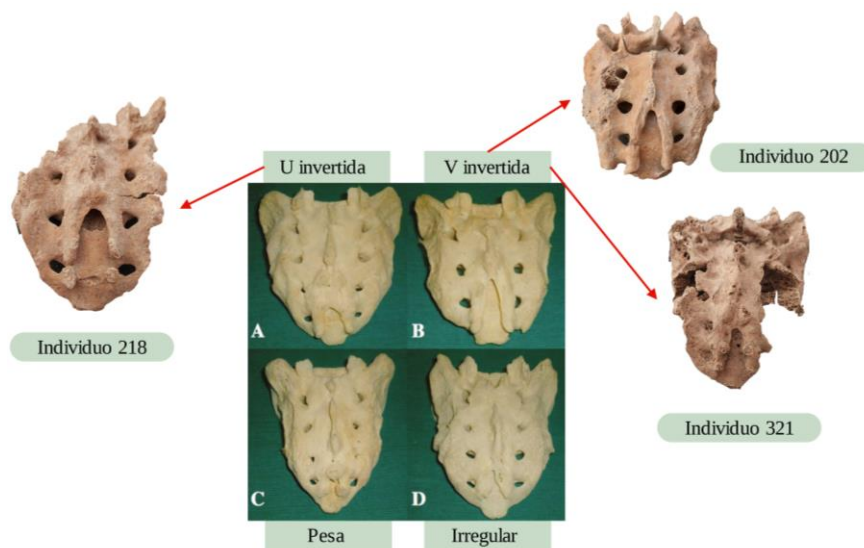 U invertida
V invertida
Individuo 202
A
B
Individuo 218
C
D
Individuo 321
Pesa
Irregular